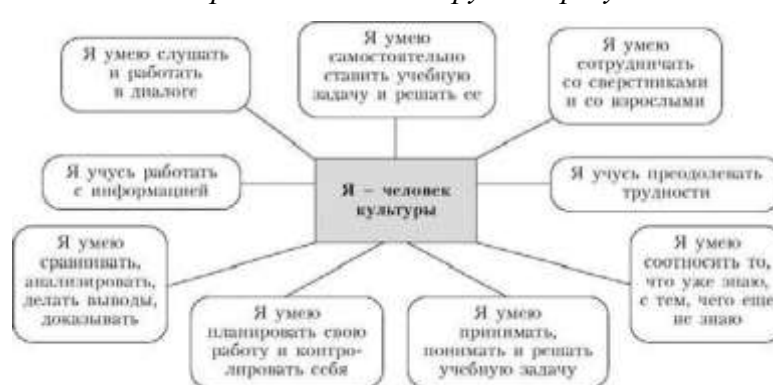 Я умею слушать
и работать
в диалоге
Я умею
самостоятельно
ставить учебную
задачу и решать ее
Я умею
сотрудничать
со сверстниками
и со взрослыми
Я учусь работать
с информацией
Я – человек
культуры
Я учусь преодолевать
трудности
Я умею
сравнивать,
анализировать,
делать выводы,
доказывать
Я умею
планировать свою
работу и контро-
лировать себя
Я умею
принимать,
понимать и решать
учебную задачу
Я умею
соотносить то,
что уже знаю,
с тем, чего еще
не знаю